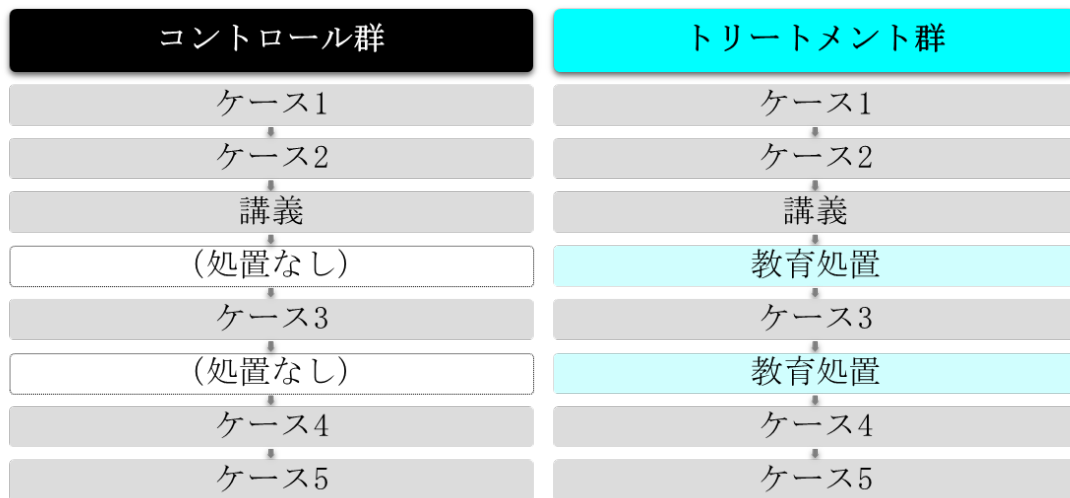 コントロール群
ケース1
ケース2
講義
(処置なし)
ケース3
(処置なし)
ケース4
ケース5
トリートメント群
ケース1
ケース2
講義
教育処置
ケース3
教育処置
ケース4
ケース5